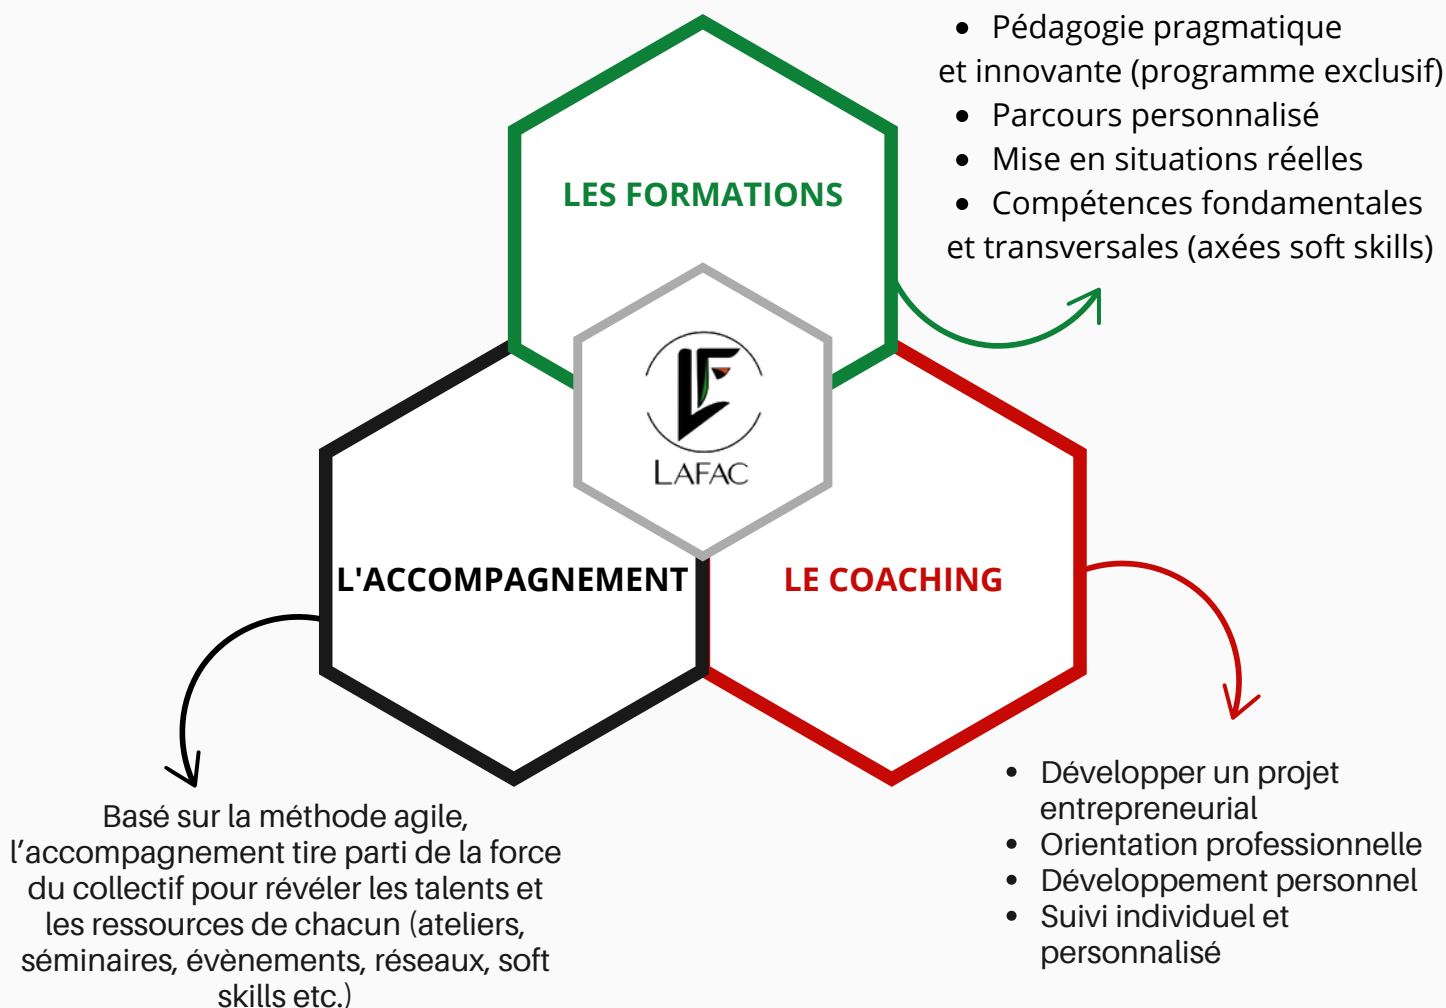 • Pédagogie pragmatique
et innovante (programme exclusif)
• Parcours personnalisé
• Mise en situations réelles
• Compétences fondamentales
et transversales (axées soft skills)
LES FORMATIONS
LF
LAFAC
L'ACCOMPAGNEMENT
LE COACHING
Basé sur la méthode agile,
l’accompagnement tire parti de la force
du collectif pour révéler les talents et
les ressources de chacun (ateliers,
séminaires, évènements, réseaux, soft
skills etc.)
• Développer un projet
entrepreneurial
• Orientation professionnelle
• Développement personnel
• Suivi individuel et
personnalisé